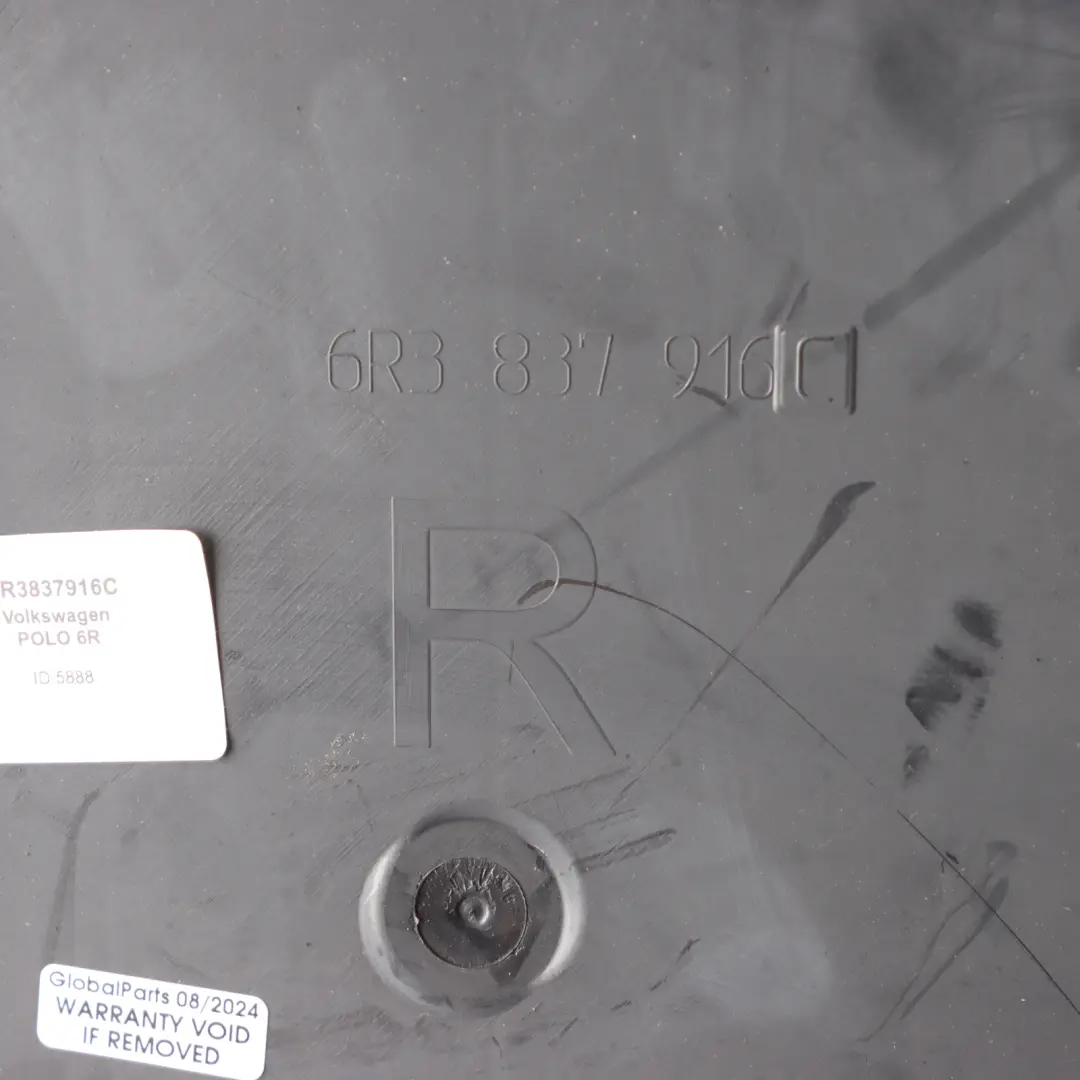 6R3 837 916 C
R
R3837916C
Volkswagen
POLO 6R
ID 5888
GlobalParts 08/2024
WARRANTY VOID
IF REMOVED